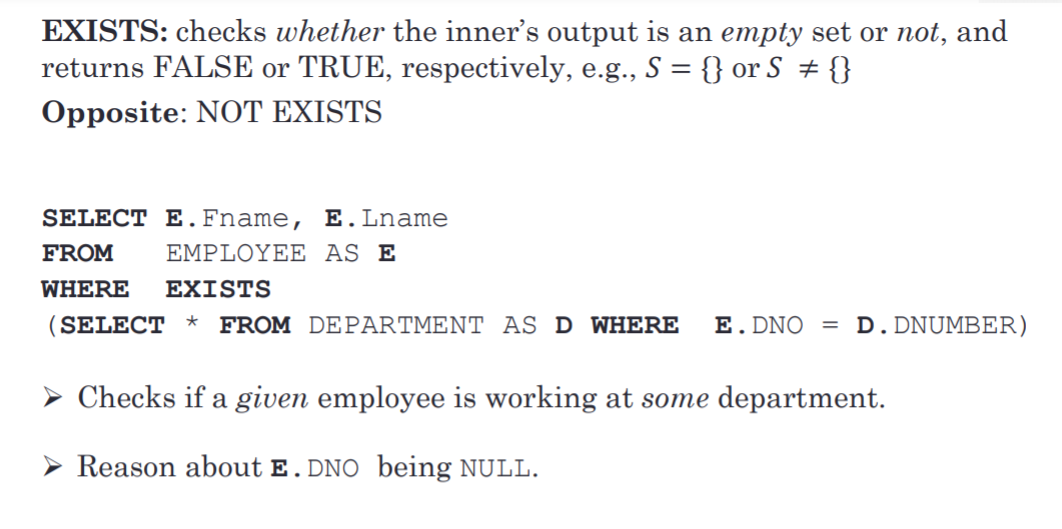 EXISTS: checks whether the inner’s output is an empty set or not, and
returns FALSE or TRUE, respectively, e.g., S = {} or S ≠ {}
Opposite: NOT EXISTS
SELECT E.Fname, E.Lname
FROM EMPLOYEE AS E
WHERE EXISTS
(SELECT * FROM DEPARTMENT AS D WHERE E.DNO = D.DNUMBER)
➢ Checks if a given employee is working at some department.
➢ Reason about E.DNO being NULL.